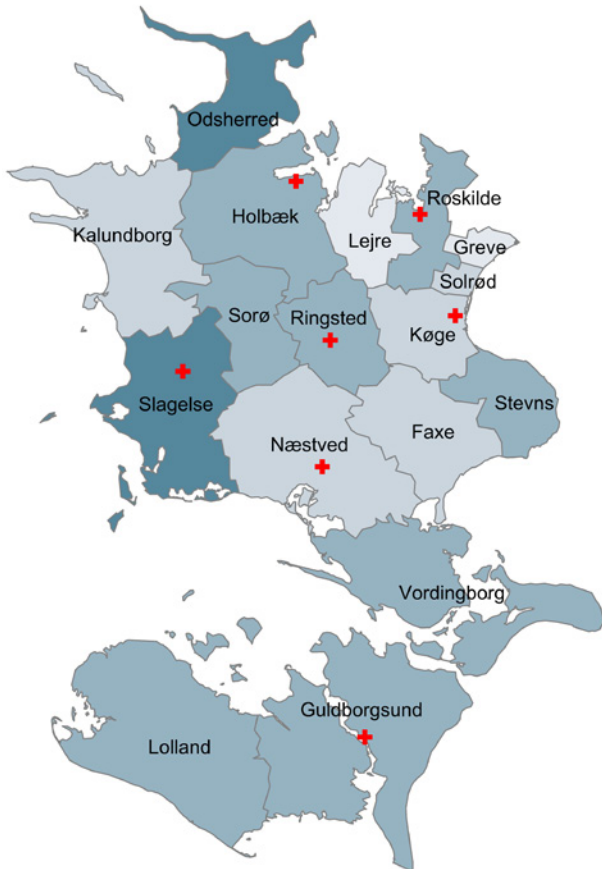 Odsherred
Roskilde
Holbæk
Kalundborg
Lejre
Greve
Solrød
Sorø
Ringsted
Køge
Slagelse
Stevns
Faxe
Næstved
Vordingborg
Guldborgsund
Lolland